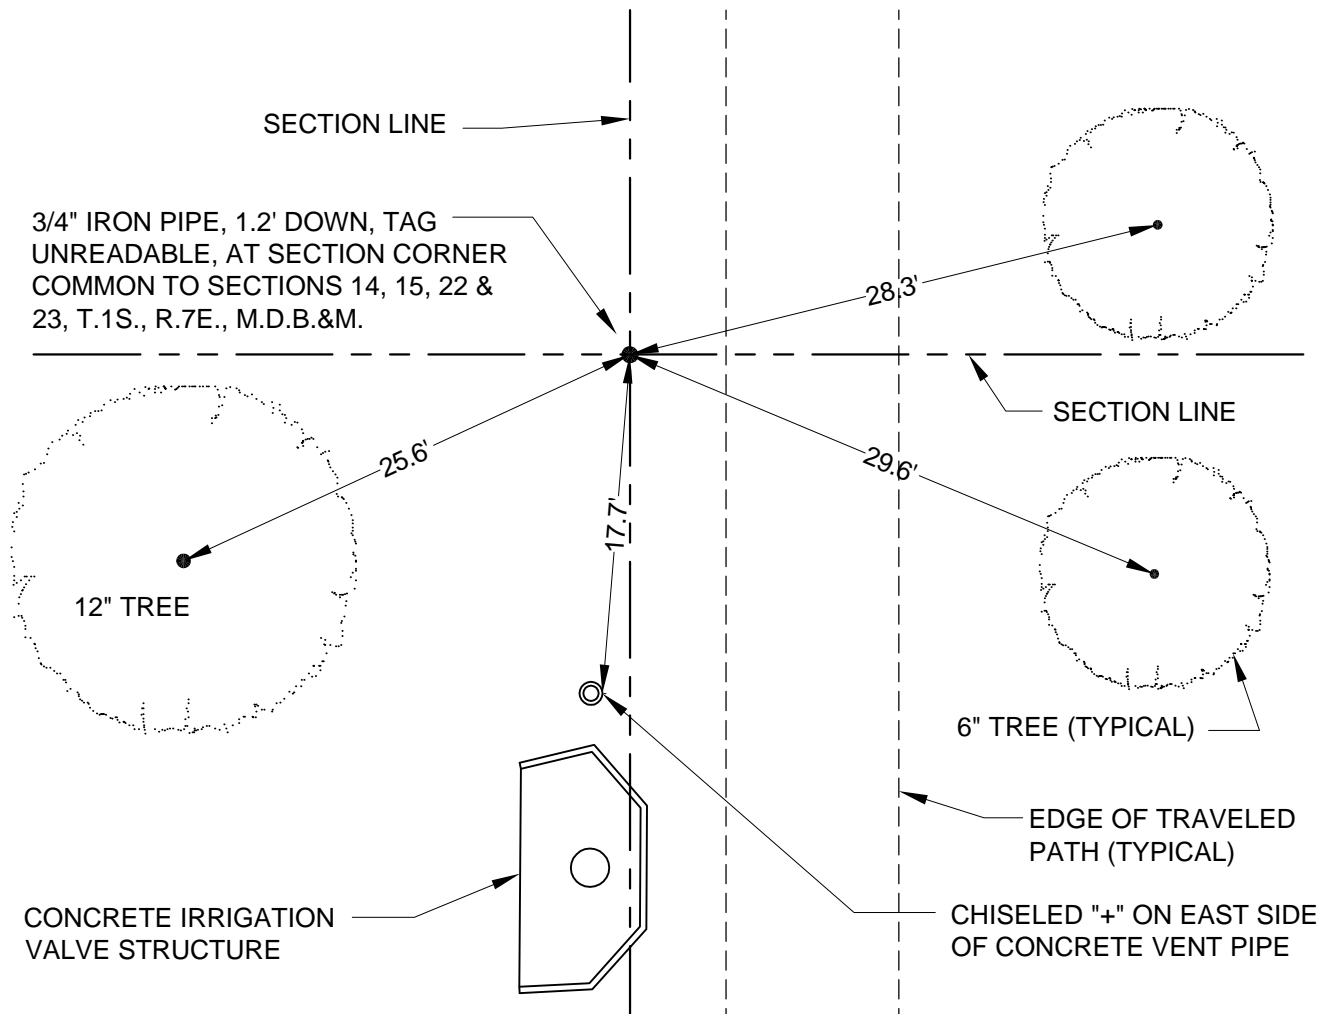 SECTION LINE
3/4" IRON PIPE, 1.2' DOWN, TAG
UNREADABLE, AT SECTION CORNER
COMMON TO SECTIONS 14, 15, 22 &
23, T.1S., R.7E., M.D.B.&M.
28.3'
SECTION LINE
25.6'
29.6'
17.7'
12" TREE
6" TREE (TYPICAL)
EDGE OF TRAVELED
PATH (TYPICAL)
CONCRETE IRRIGATION
VALVE STRUCTURE
CHISELED "+" ON EAST SIDE
OF CONCRETE VENT PIPE